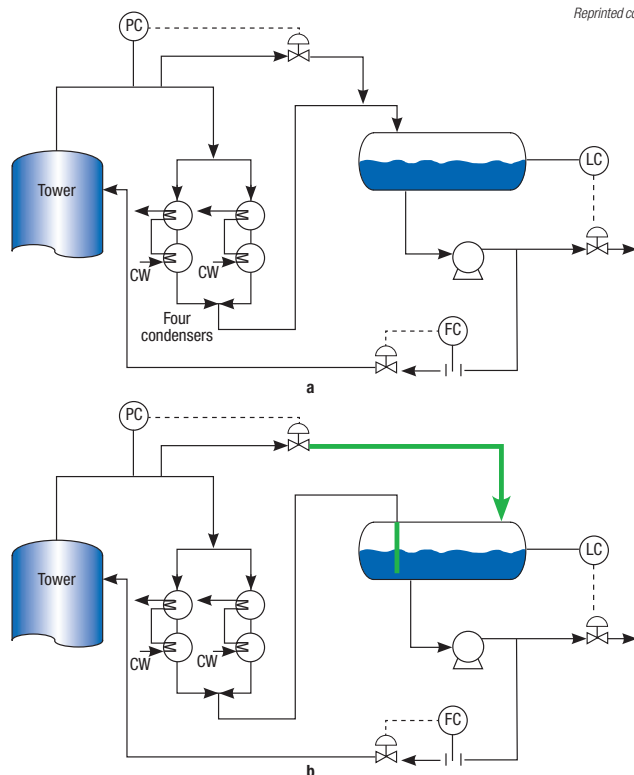 Reprinted co
PC
LC
Tower
CW
CW
Four
condensers
FC
a
PC
LC
Tower
CW
CW
FC
b